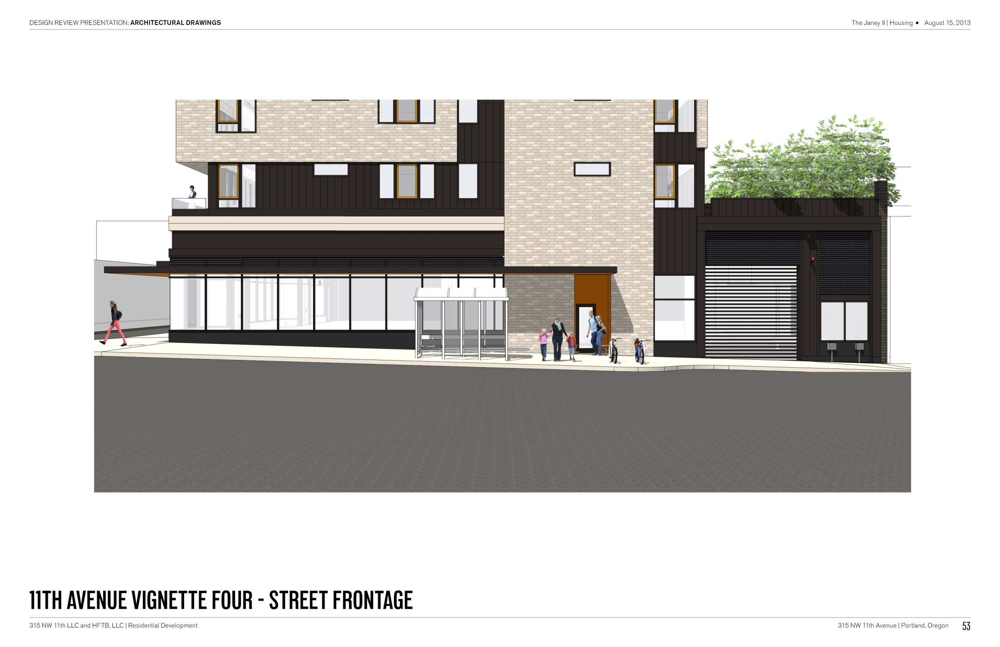 DESIGN REVIEW PRESENTATION: ARCHITECTURAL DRAWINGS
The Janey II | Housing ● August 15, 2013
11TH AVENUE VIGNETTE FOUR - STREET FRONTAGE
315 NW 11th LLC and HFTB, LLC | Residential Development
315 NW 11th Avenue | Portland, Oregon 53